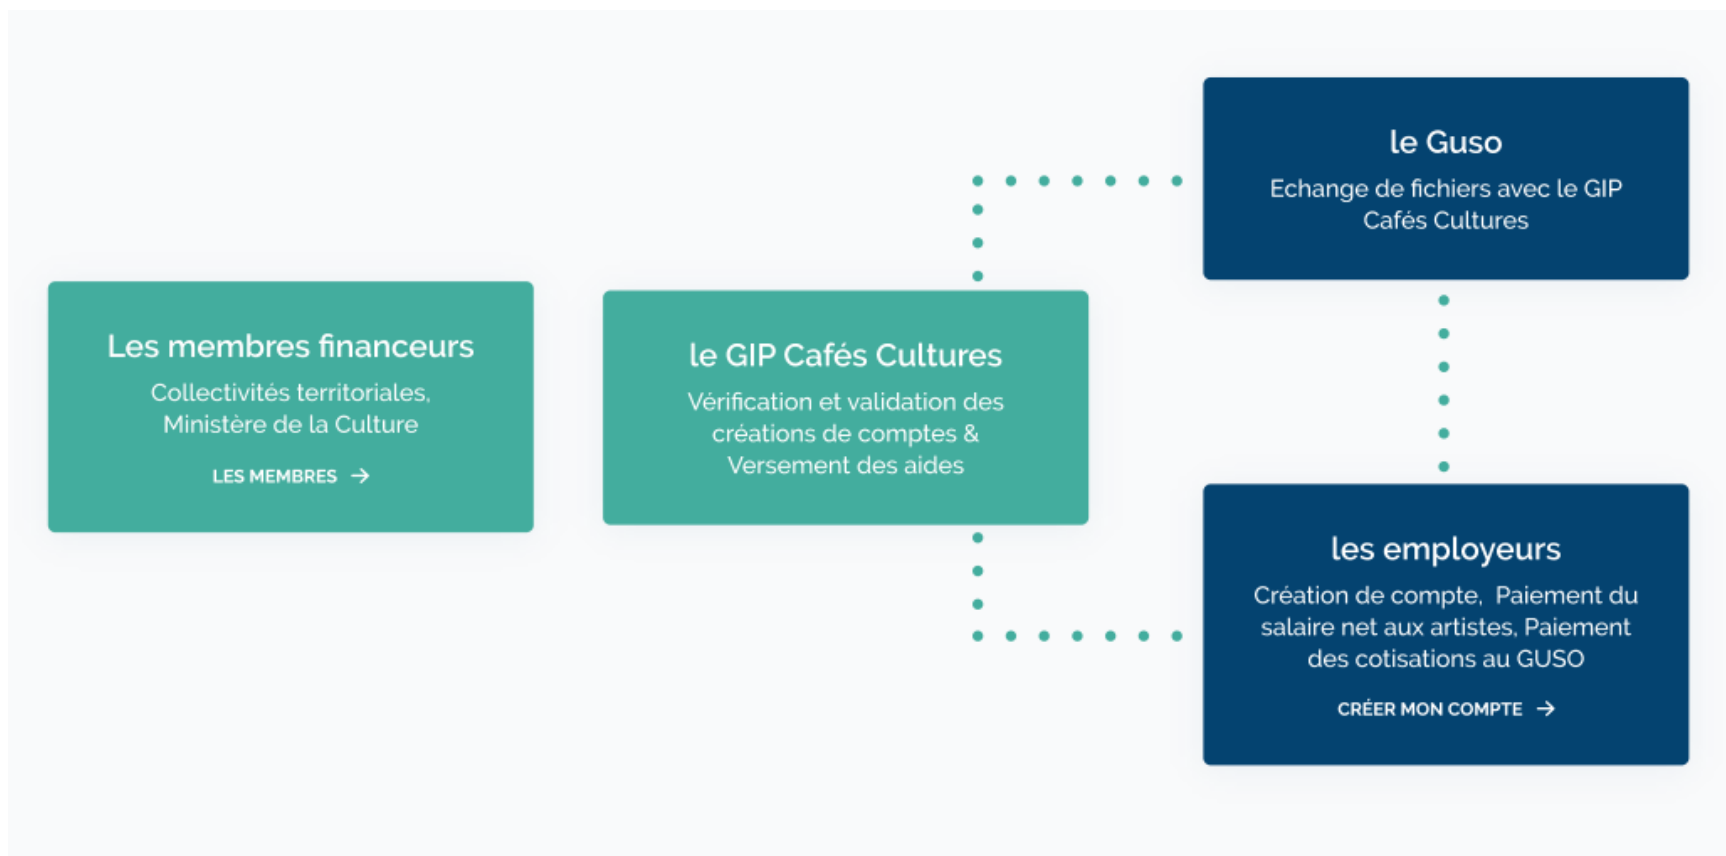 Les membres financeurs
Collectivités territoriales,
Ministère de la Culture
LES MEMBRES →
le GIP Cafés Cultures
Vérification et validation des
créations de comptes &
Versement des aides
le Guso
Echange de fichiers avec le GIP
Cafés Cultures
les employeurs
Création de compte,  Paiement du
salaire net aux artistes, Paiement
des cotisations au GUSO
CRÉER MON COMPTE →